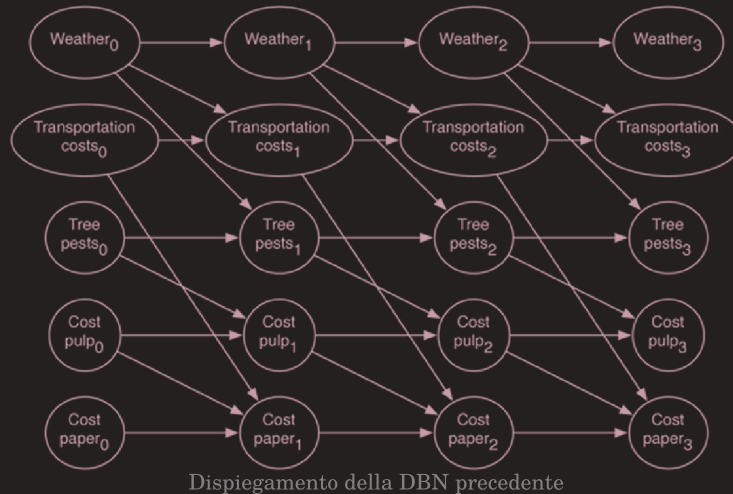 Weather0
Weather1
Weather2
Weather3
Transportation
costs0
Transportation
costs1
Transportation
costs2
Transportation
costs3
Tree
pests0
Tree
pests1
Tree
pests2
Tree
pests3
Cost
pulp0
Cost
pulp1
Cost
pulp2
Cost
pulp3
Cost
paper0
Cost
paper1
Cost
paper2
Cost
paper3
Dispiegamento della DBN precedente